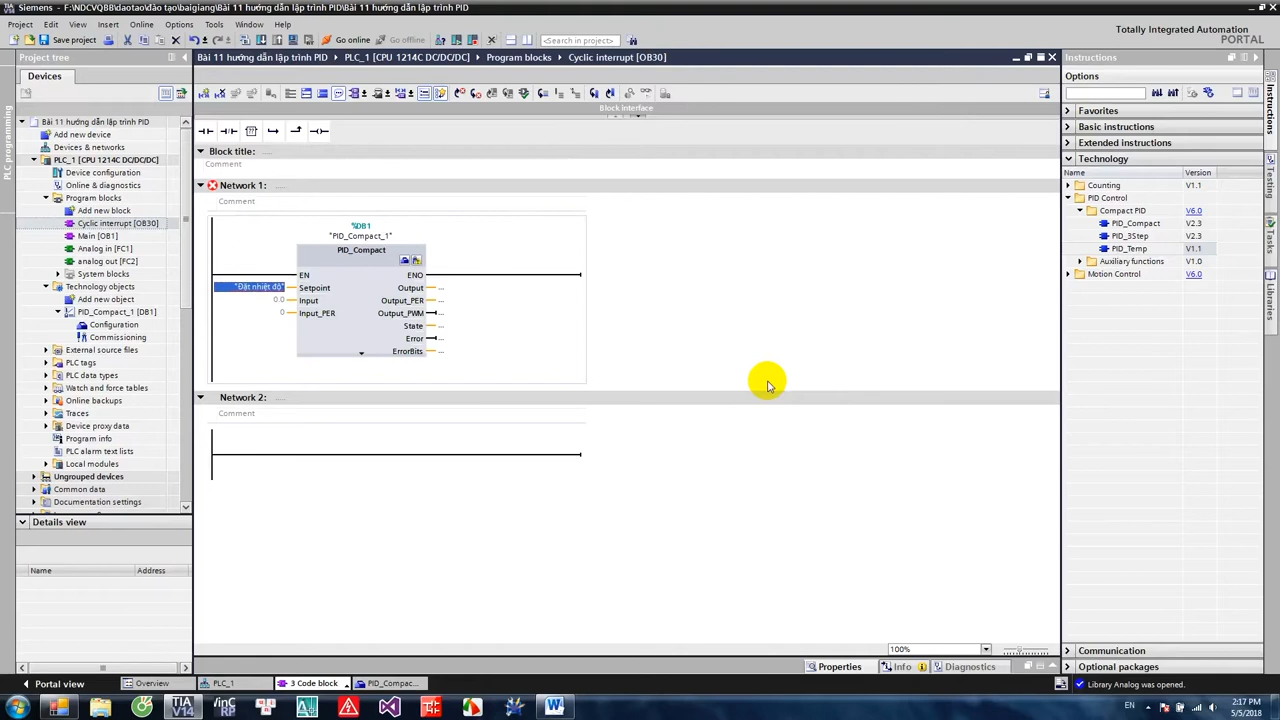 Siemens - F:\NDCVQBB\daotao\đào tạo\baigiang\Bài 11 hướng dẫn lập trình PID\Bài 11 hướng dẫn lập trình PID
Project Edit View Insert Online Options Tools Window Help
Totally Integrated Automation
PORTAL
Save project
Go online
Go offline
<Search in project>
Project tree
Bài 11 hướng dẫn lập trình PID
PLC_1 [CPU 1214C DC/DC/DC]
Program blocks
Cyclic interrupt [OB30]
Instructions
Devices
Options
PLC programming
Block interface
Bài 11 hướng dẫn lập trình PID
Add new device
Devices & networks
PLC_1 [CPU 1214C DC/DC/DC]
Device configuration
Online & diagnostics
Program blocks
Add new block
Cyclic interrupt [OB30]
Main [OB1]
Analog in [FC1]
analog out [FC2]
System blocks
Technology objects
Add new object
PID_Compact_1 [DB1]
Configuration
Commissioning
External source files
PLC tags
PLC data types
Watch and force tables
Online backups
Traces
Device proxy data
Program info
PLC alarm text lists
Local modules
Ungrouped devices
Common data
Documentation settings
Details view
Name Address
Block title: .....
Comment
Network 1: .....
Comment
%DB1
"PID_Compact_1"
PID_Compact
EN ENO
"Đặt nhiệt độ" Setpoint Output ...
0.0 Input Output_PER ...
0 Input_PER Output_PWM ...
State ...
Error ...
ErrorBits ...
Network 2: .....
Comment
100%
Properties Info Diagnostics
Favorites
Basic instructions
Extended instructions
Technology
Name Version
Counting V1.1
PID Control
Compact PID V6.0
PID_Compact V2.3
PID_3Step V2.3
PID_Temp V1.1
Auxiliary functions V1.0
Motion Control V6.0
Communication
Optional packages
Instructions
Testing
Tasks
Libraries
Portal view
Overview
PLC_1
3 Code block
PID_Compac...
Library Analog was opened.
EN
2:17 PM
5/5/2018